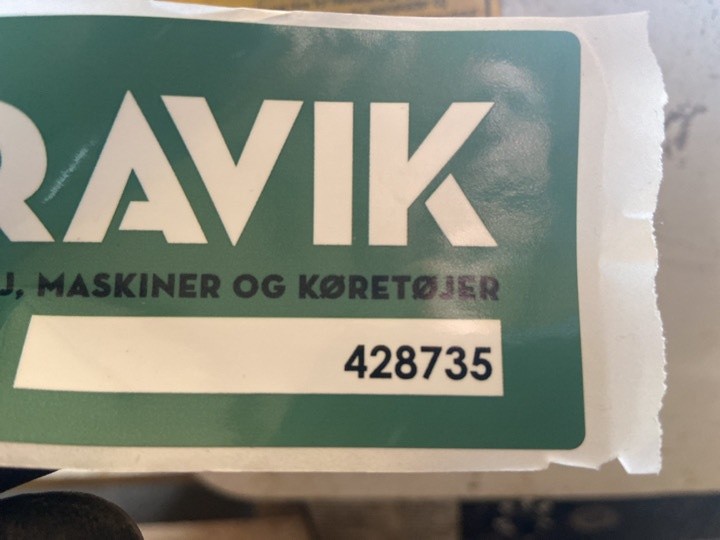 RAVIK
J, MASKINER OG KØRETØJER
428735